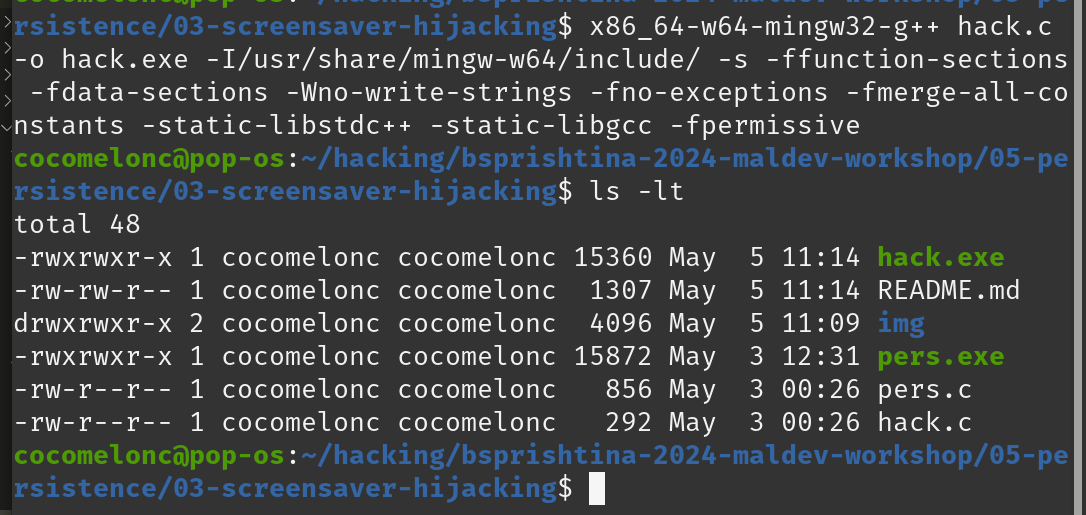 rsistence/03-screensaver-hijacking$ x86_64-w64-mingw32-g++ hack.c
-o hack.exe -I/usr/share/mingw-w64/include/ -s -ffunction-sections
-fdata-sections -Wno-write-strings -fno-exceptions -fmerge-all-co
nstants -static-libstdc++ -static-libgcc -fpermissive
cocomelonc@pop-os:~/hacking/bsprishtina-2024-maldev-workshop/05-pe
rsistence/03-screensaver-hijacking$ ls -lt
total 48
-rwxrwxr-x 1 cocomelonc cocomelonc 15360 May  5 11:14 hack.exe
-rw-rw-r-- 1 cocomelonc cocomelonc  1307 May  5 11:14 README.md
drwxrwxr-x 2 cocomelonc cocomelonc  4096 May  5 11:09 img
-rwxrwxr-x 1 cocomelonc cocomelonc 15872 May  3 12:31 pers.exe
-rw-r--r-- 1 cocomelonc cocomelonc   856 May  3 00:26 pers.c
-rw-r--r-- 1 cocomelonc cocomelonc   292 May  3 00:26 hack.c
cocomelonc@pop-os:~/hacking/bsprishtina-2024-maldev-workshop/05-pe
rsistence/03-screensaver-hijacking$